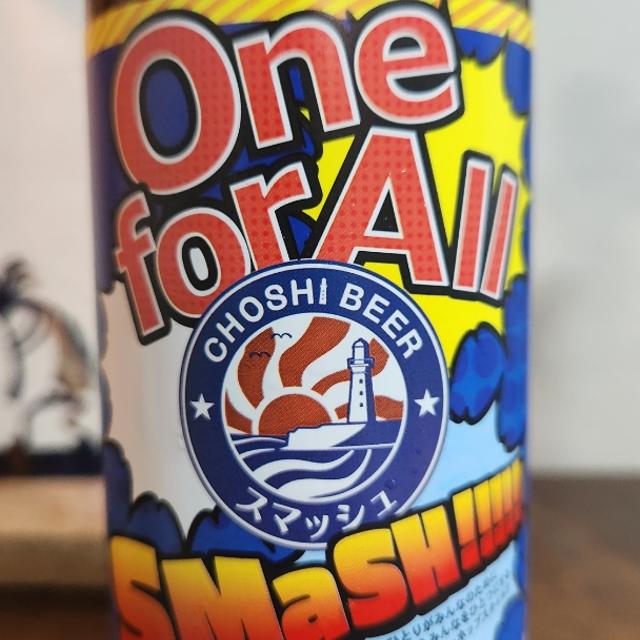 One
for All
CHOSHI BEER
スマッシュ
SMaSH!!!!!